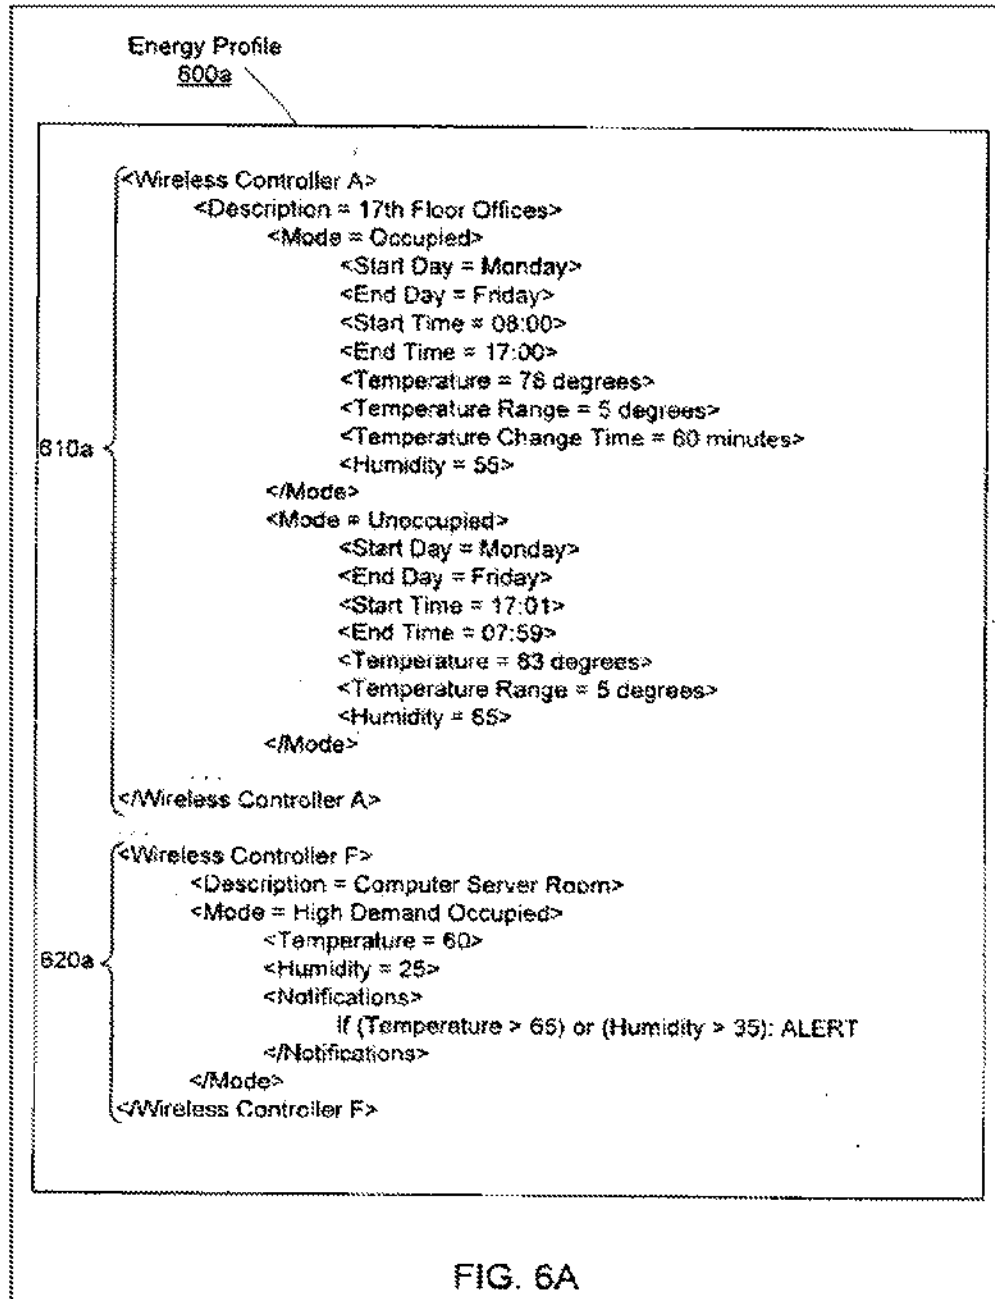 Energy Profile
600a
<Wireless Controller A>
<Description = 17th Floor Offices>
<Mode = Occupied>
<Start Day = Monday>
<End Day = Friday>
<Start Time = 08:00>
<End Time = 17:00>
<Temperature = 76 degrees>
<Temperature Range = 5 degrees>
<Temperature Change Time = 60 minutes>
610a
<Humidity = 55>
</Mode>
<Mode = Unoccupied>
<Start Day = Monday>
<End Day = Friday>
<Start Time = 17:01>
<End Time = 07:59>
<Temperature = 83 degrees>
<Temperature Range = 5 degrees>
<Humidity = 65>
</Mode>
...
</Wireless Controller A>
...
<Wireless Controller F>
<Description = Computer Server Room>
<Mode = High Demand Occupied>
<Temperature = 60>
620a
<Humidity = 25>
<Notifications>
If (Temperature > 65) or (Humidity > 35): ALERT
</Notifications>
</Mode>
</Wireless Controller F>
FIG. 6A